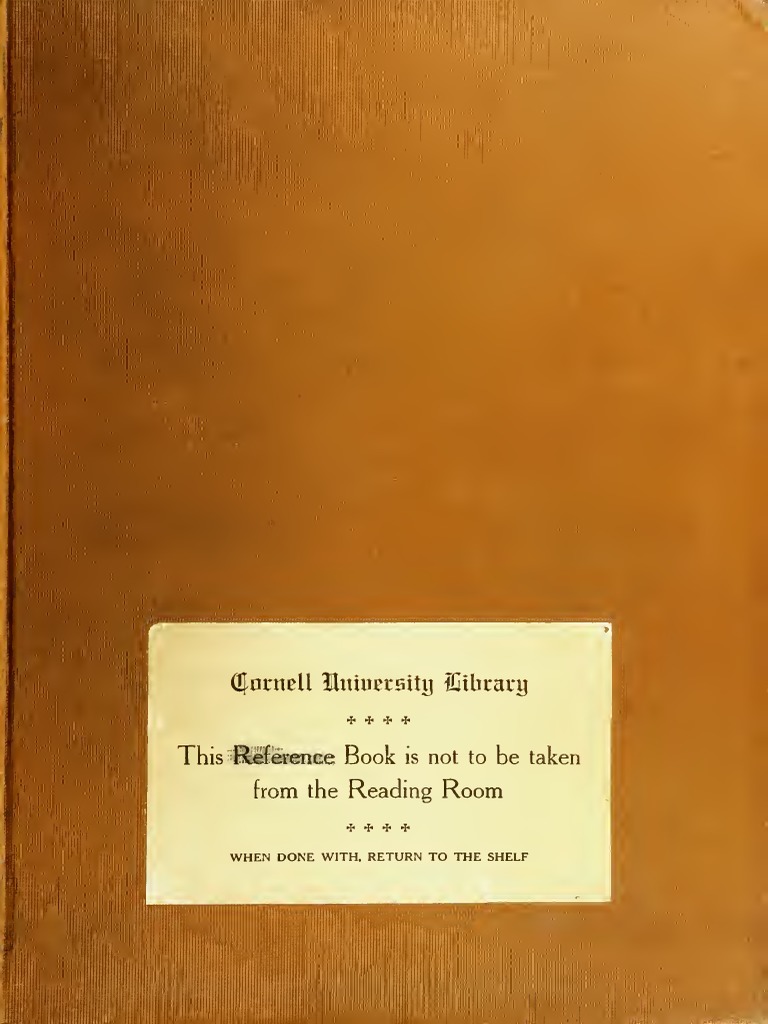 Cornell University Library
This Reference Book is not to be taken
from the Reading Room
WHEN DONE WITH, RETURN TO THE SHELF